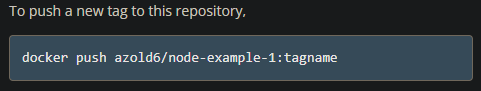 To push a new tag to this repository,
docker push azold6/node-example-1:tagname